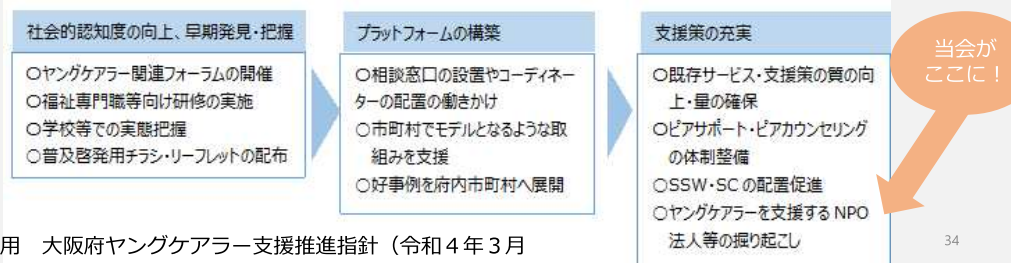 社会的認知度の向上、早期発見・把握
〇ヤングケアラー関連フォーラムの開催
〇福祉専門職等向け研修の実施
〇学校等での実態把握
〇普及啓発用チラシ・リーフレットの配布
プラットフォームの構築
〇相談窓口の設置やコーディネー
ターの配置の働きかけ
〇市町村でモデルとなるような取
組みを支援
〇好事例を府内市町村へ展開
支援策の充実
〇既存サービス・支援策の質の向
上・量の確保
〇ピアサポート・ピアカウンセリング
の体制整備
〇SSW・SCの配置促進
〇ヤングケアラーを支援するNPO
法人等の掘り起こし
当会が
ここに！
用　大阪府ヤングケアラー支援推進指針（令和４年３月
34